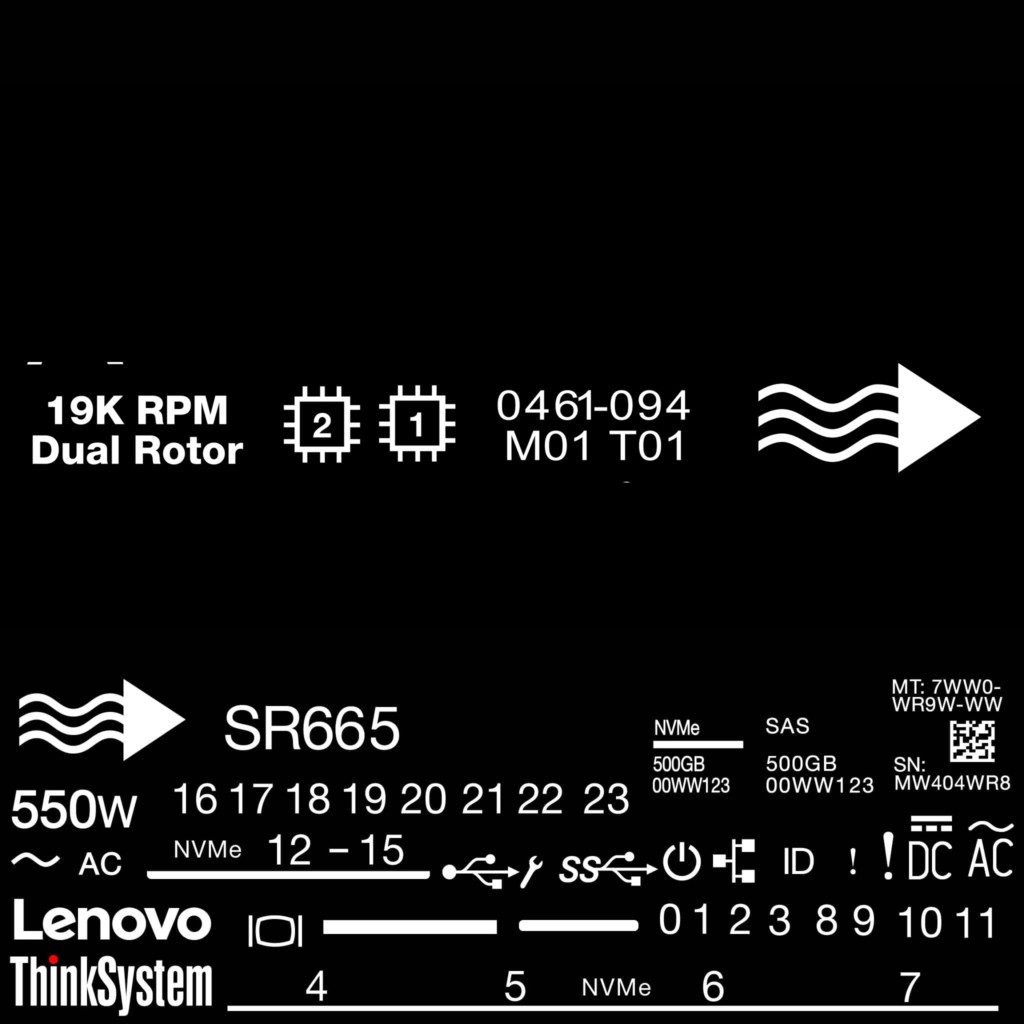 19K RPM
Dual Rotor
2
1
0461-094
M01 T01
SR665
NVMe
500GB
00WW123
SAS
500GB
00WW123
MT: 7WW0-
WR9W-WW
SN:
MW404WR8
550W
AC
16 17 18 19 20 21 22 23
NVMe 12 – 15
SS
ID
!
!
DC
AC
Lenovo
ThinkSystem
0 1 2 3 8 9 10 11
4 5 NVMe 6 7